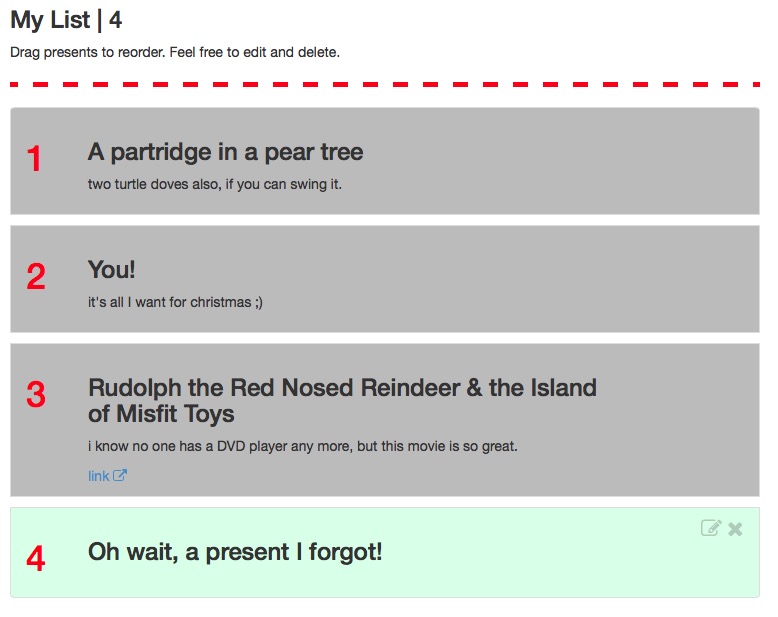 My List | 4
Drag presents to reorder. Feel free to edit and delete.
1
A partridge in a pear tree
two turtle doves also, if you can swing it.
2
You!
it's all I want for christmas ;)
3
Rudolph the Red Nosed Reindeer & the Island
of Misfit Toys
i know no one has a DVD player any more, but this movie is so great.
link
4
Oh wait, a present I forgot!